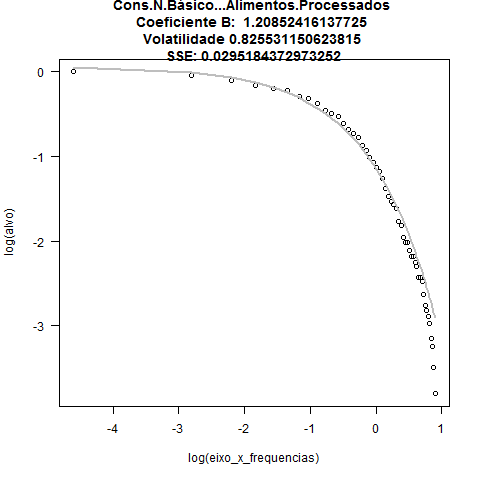 Cons.N.Básico...Alimentos.Processados
Coeficiente B: 1.20852416137725
Volatilidade 0.825531150623815
SSE: 0.0295184372973252
0
-1
-2
-3
log(alvo)
-4
-3
-2
-1
0
1
log(eixo_x_frequencias)